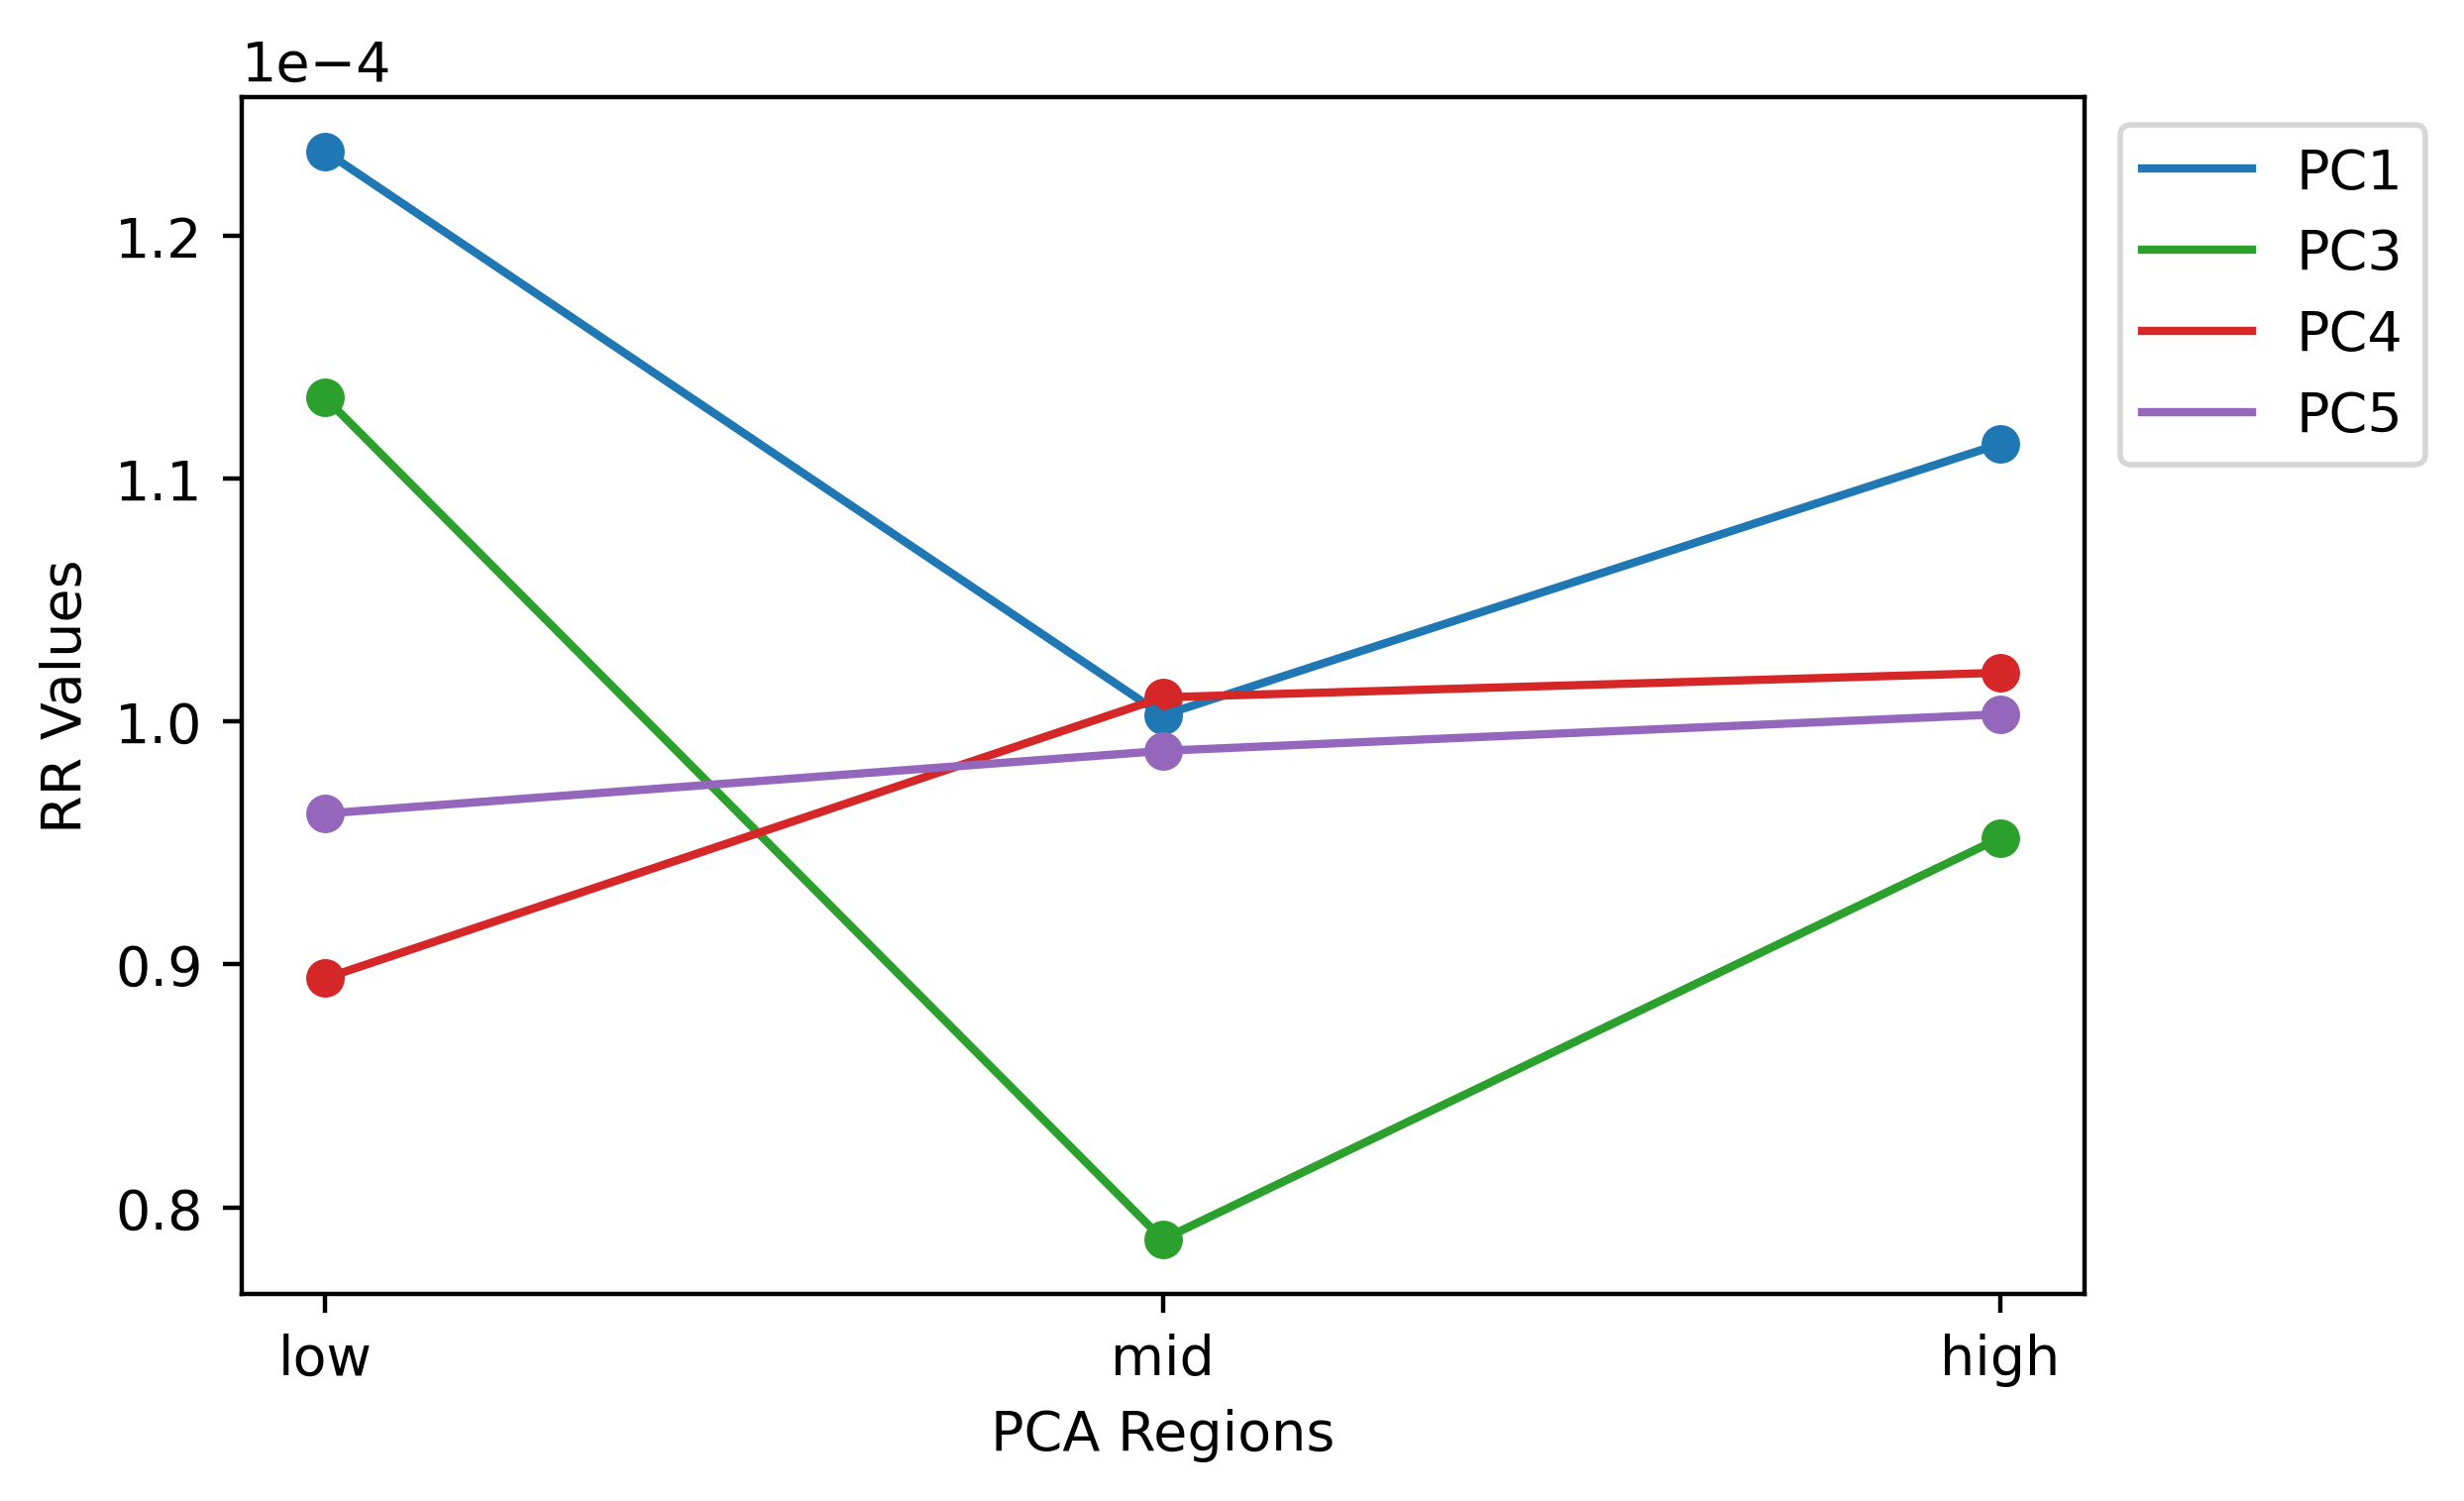 1e−4
1.2
1.1
1.0
0.9
0.8
RR Values
low mid high
PCA Regions
PC1
PC3
PC4
PC5